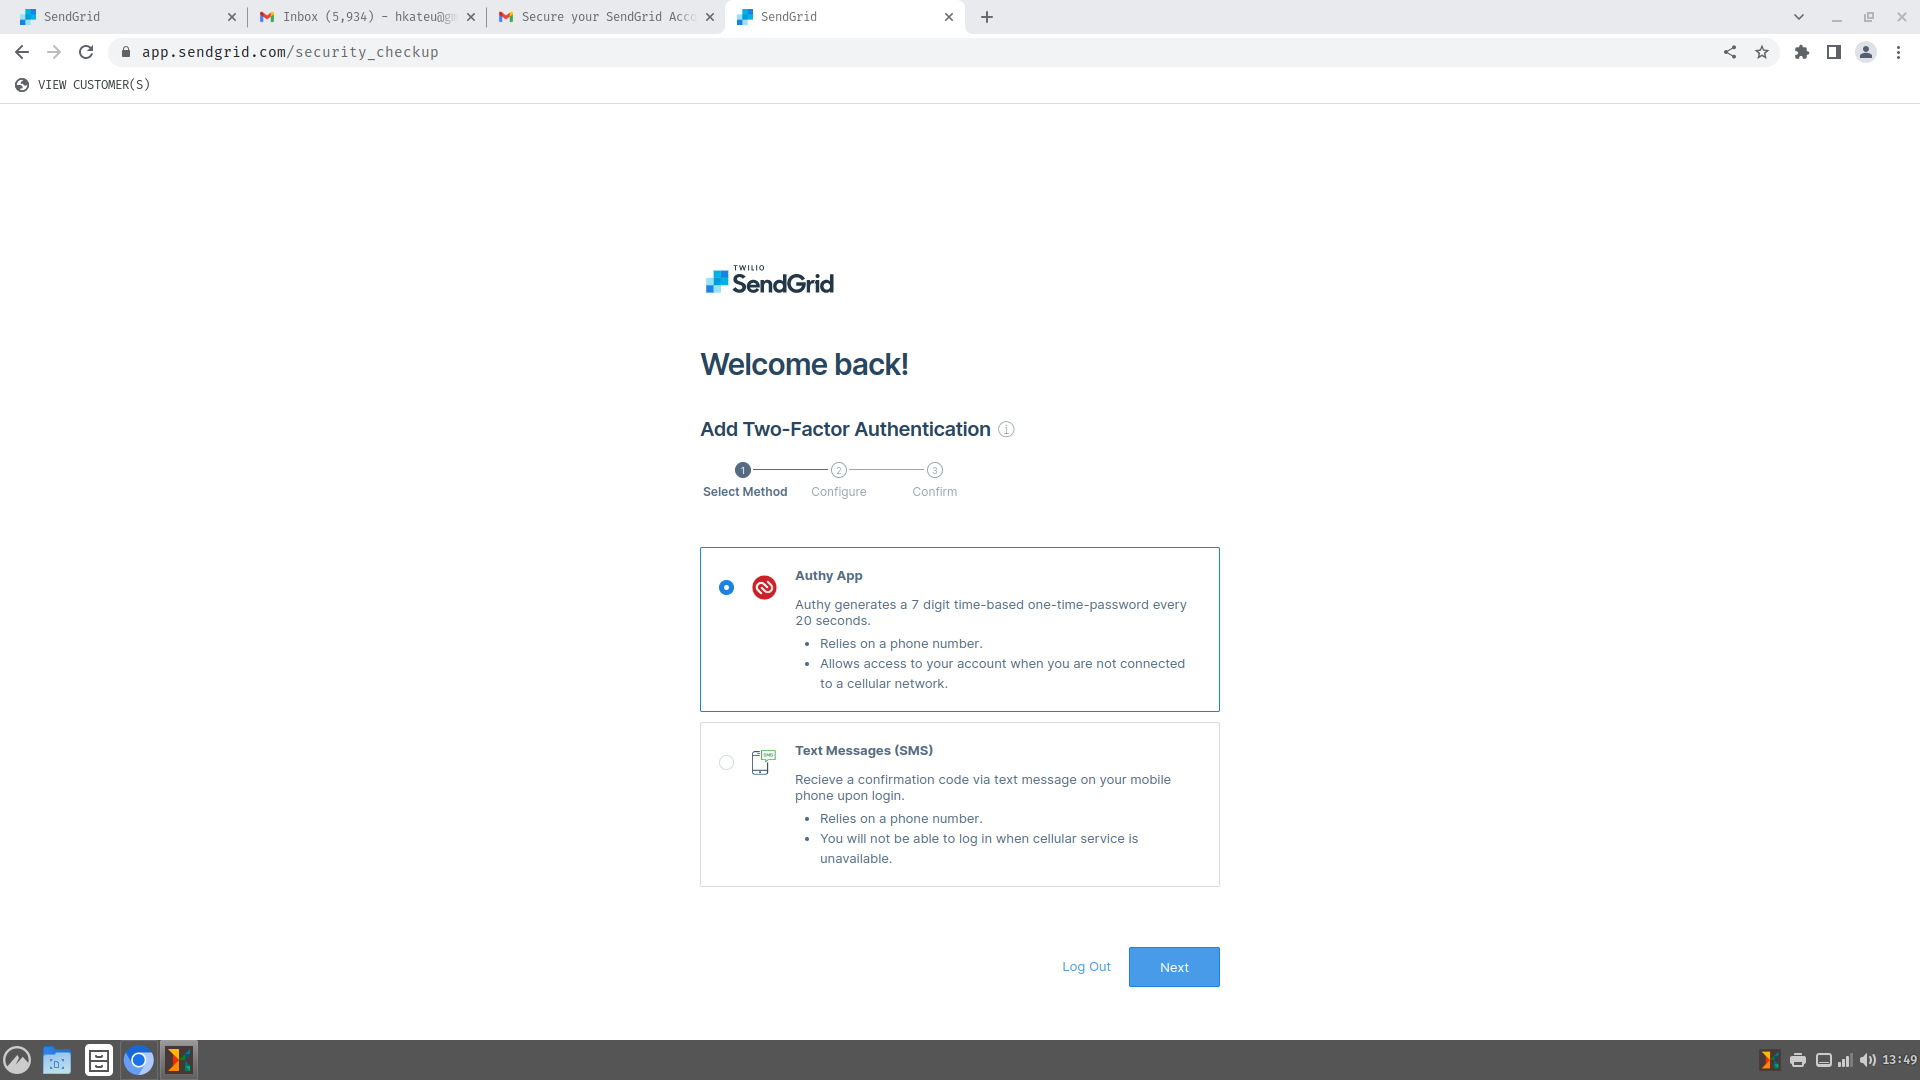 SendGrid
Inbox (5,934) - hkateu@gm
Secure your SendGrid Acco
SendGrid
app.sendgrid.com/security_checkup
VIEW CUSTOMER(S)
TWILIO
SendGrid
Welcome back!
Add Two-Factor Authentication
1
2
3
Select Method
Configure
Confirm
Authy App
Authy generates a 7 digit time-based one-time-password every
20 seconds.
• Relies on a phone number.
• Allows access to your account when you are not connected
to a cellular network.
SMS
Text Messages (SMS)
Recieve a confirmation code via text message on your mobile
phone upon login.
• Relies on a phone number.
• You will not be able to log in when cellular service is
unavailable.
Log Out
Next
13:49